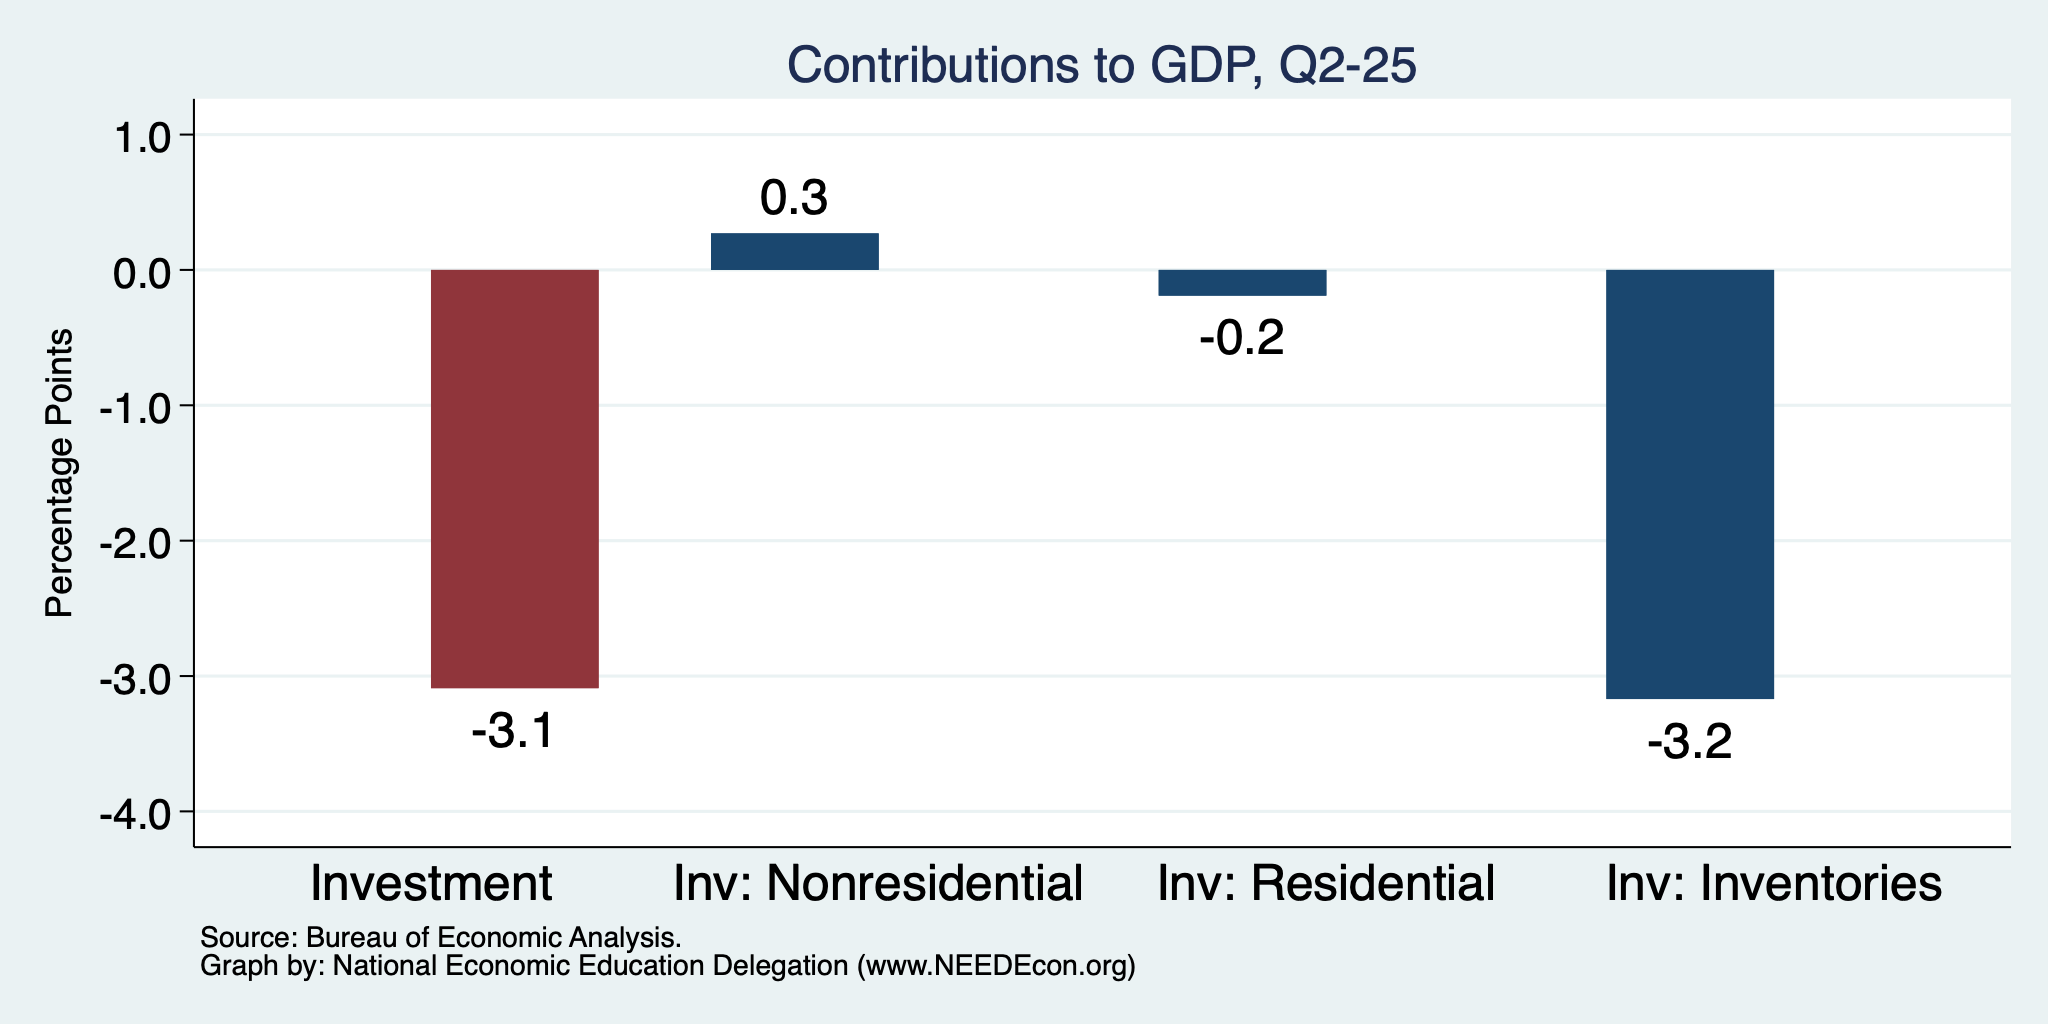 Contributions to GDP, Q2-25
Percentage Points
1.0
0.0
-1.0
-2.0
-3.0
-4.0
0.3
-0.2
-3.1
-3.2
Investment
Inv: Nonresidential
Inv: Residential
Inv: Inventories
Source: Bureau of Economic Analysis.
Graph by: National Economic Education Delegation (www.NEEDEcon.org)